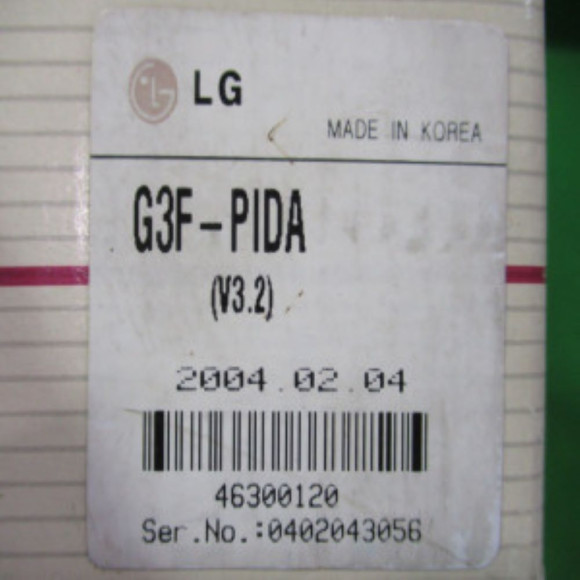 LG
MADE IN KOREA
G3F-PIDA
(V3.2)
2004.02.04
46300120
Ser.No.:0402043056